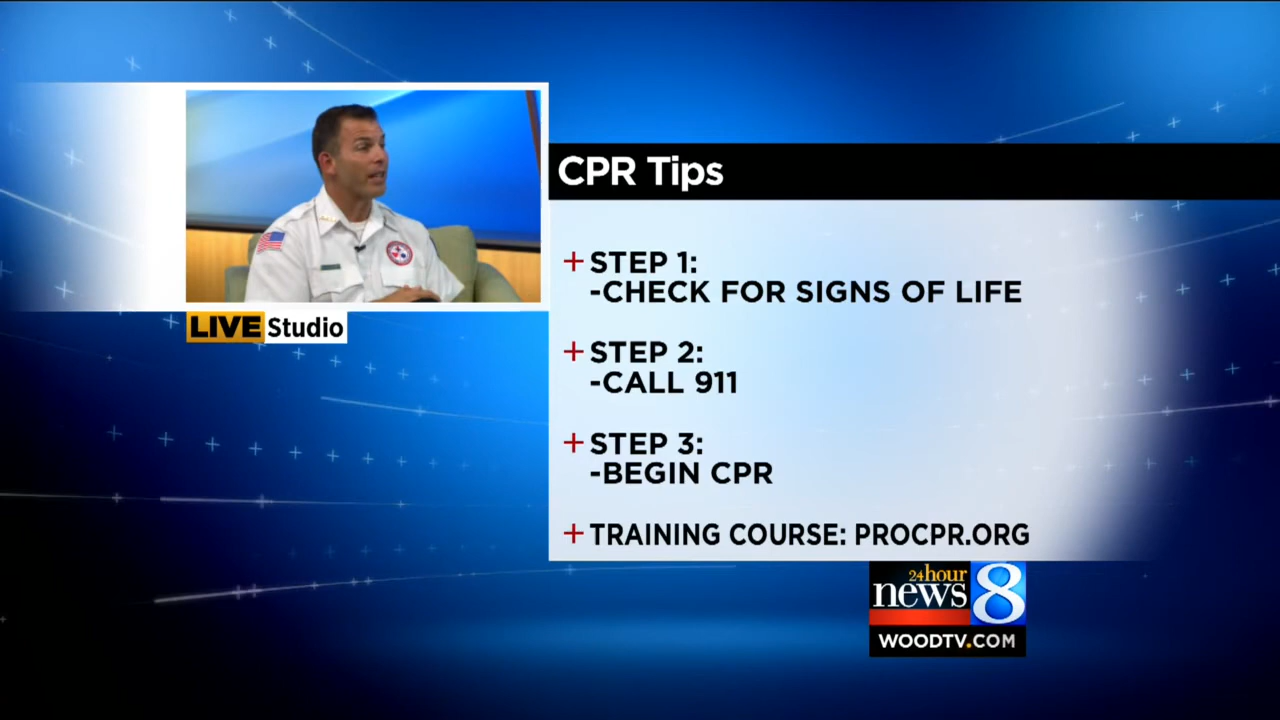 CPR Tips
+ STEP 1:
-CHECK FOR SIGNS OF LIFE
+ STEP 2:
-CALL 911
+ STEP 3:
-BEGIN CPR
+ TRAINING COURSE: PROCPR.ORG
LIVE Studio
24hour
news 8
WOODTV.COM